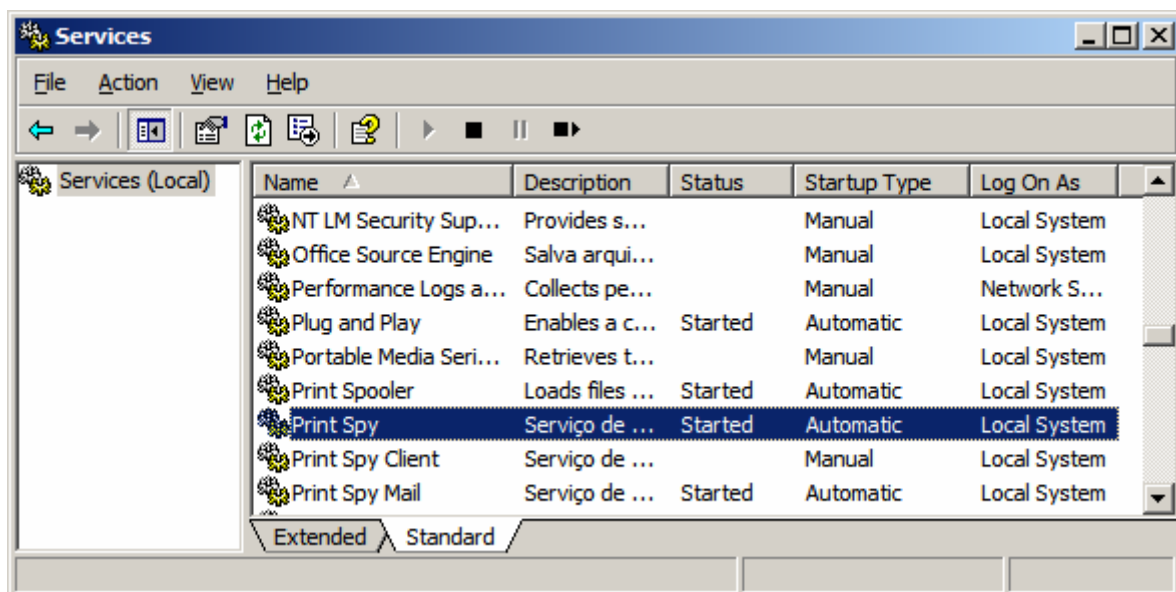 Services
File Action View Help
Services (Local)
Name Description Status Startup Type Log On As
NT LM Security Sup... Provides s... Manual Local System
Office Source Engine Salva arqui... Manual Local System
Performance Logs a... Collects pe... Manual Network S...
Plug and Play Enables a c... Started Automatic Local System
Portable Media Seri... Retrieves t... Manual Local System
Print Spooler Loads files ... Started Automatic Local System
Print Spy Serviço de ... Started Automatic Local System
Print Spy Client Serviço de ... Manual Local System
Print Spy Mail Serviço de ... Started Automatic Local System
Extended Standard